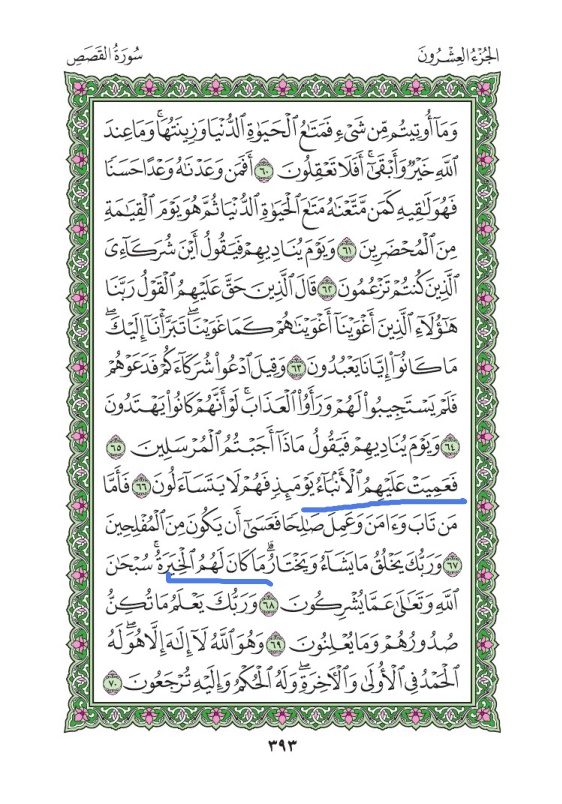 الجُزْءُ العِشْرُونَ سُورَةُ القَصَصِ
وَمَآ أُوتِيتُم مِّن شَىْءٍ فَمَتَٰعُ ٱلْحَيَوٰةِ ٱلدُّنْيَا وَزِينَتُهَا ۚ وَمَا عِندَ
ٱللَّهِ خَيْرٌ وَأَبْقَىٰٓ ۚ أَفَلَا تَعْقِلُونَ ٦٠ أَفَمَن وَعَدْنَٰهُ وَعْدًا حَسَنًا
فَهُوَ لَٰقِيهِ كَمَن مَّتَّعْنَٰهُ مَتَٰعَ ٱلْحَيَوٰةِ ٱلدُّنْيَا ثُمَّ هُوَ يَوْمَ ٱلْقِيَٰمَةِ
مِنَ ٱلْمُحْضَرِينَ ٦١ وَيَوْمَ يُنَادِيهِمْ فَيَقُولُ أَيْنَ شُرَكَآءِىَ
ٱلَّذِينَ كُنتُمْ تَزْعُمُونَ ٦٢ قَالَ ٱلَّذِينَ حَقَّ عَلَيْهِمُ ٱلْقَوْلُ رَبَّنَا
هَٰٓؤُلَآءِ ٱلَّذِينَ أَغْوَيْنَآ أَغْوَيْنَٰهُمْ كَمَا غَوَيْنَا ۖ تَبَرَّأْنَآ إِلَيْكَ ۖ
مَا كَانُوٓا۟ إِيَّانَا يَعْبُدُونَ ٦٣ وَقِيلَ ٱدْعُوا۟ شُرَكَآءَكُمْ فَدَعَوْهُمْ
فَلَمْ يَسْتَجِيبُوا۟ لَهُمْ وَرَأَوُا۟ ٱلْعَذَابَ ۚ لَوْ أَنَّهُمْ كَانُوا۟ يَهْتَدُونَ
٦٤ وَيَوْمَ يُنَادِيهِمْ فَيَقُولُ مَاذَآ أَجَبْتُمُ ٱلْمُرْسَلِينَ ٦٥
فَعَمِيَتْ عَلَيْهِمُ ٱلْأَنۢبَآءُ يَوْمَئِذٍ فَهُمْ لَا يَتَسَآءَلُونَ ٦٦ فَأَمَّا
مَن تَابَ وَءَامَنَ وَعَمِلَ صَٰلِحًا فَعَسَىٰٓ أَن يَكُونَ مِنَ ٱلْمُفْلِحِينَ
٦٧ وَرَبُّكَ يَخْلُقُ مَا يَشَآءُ وَيَخْتَارُ ۗ مَا كَانَ لَهُمُ ٱلْخِيَرَةُ ۚ سُبْحَٰنَ
ٱللَّهِ وَتَعَٰلَىٰ عَمَّا يُشْرِكُونَ ٦٨ وَرَبُّكَ يَعْلَمُ مَا تُكِنُّ
صُدُورُهُمْ وَمَا يُعْلِنُونَ ٦٩ وَهُوَ ٱللَّهُ لَآ إِلَٰهَ إِلَّا هُوَ ۖ لَهُ
ٱلْحَمْدُ فِى ٱلْأُولَىٰ وَٱلْءَاخِرَةِ ۖ وَلَهُ ٱلْحُكْمُ وَإِلَيْهِ تُرْجَعُونَ ٧٠
٣٩٣